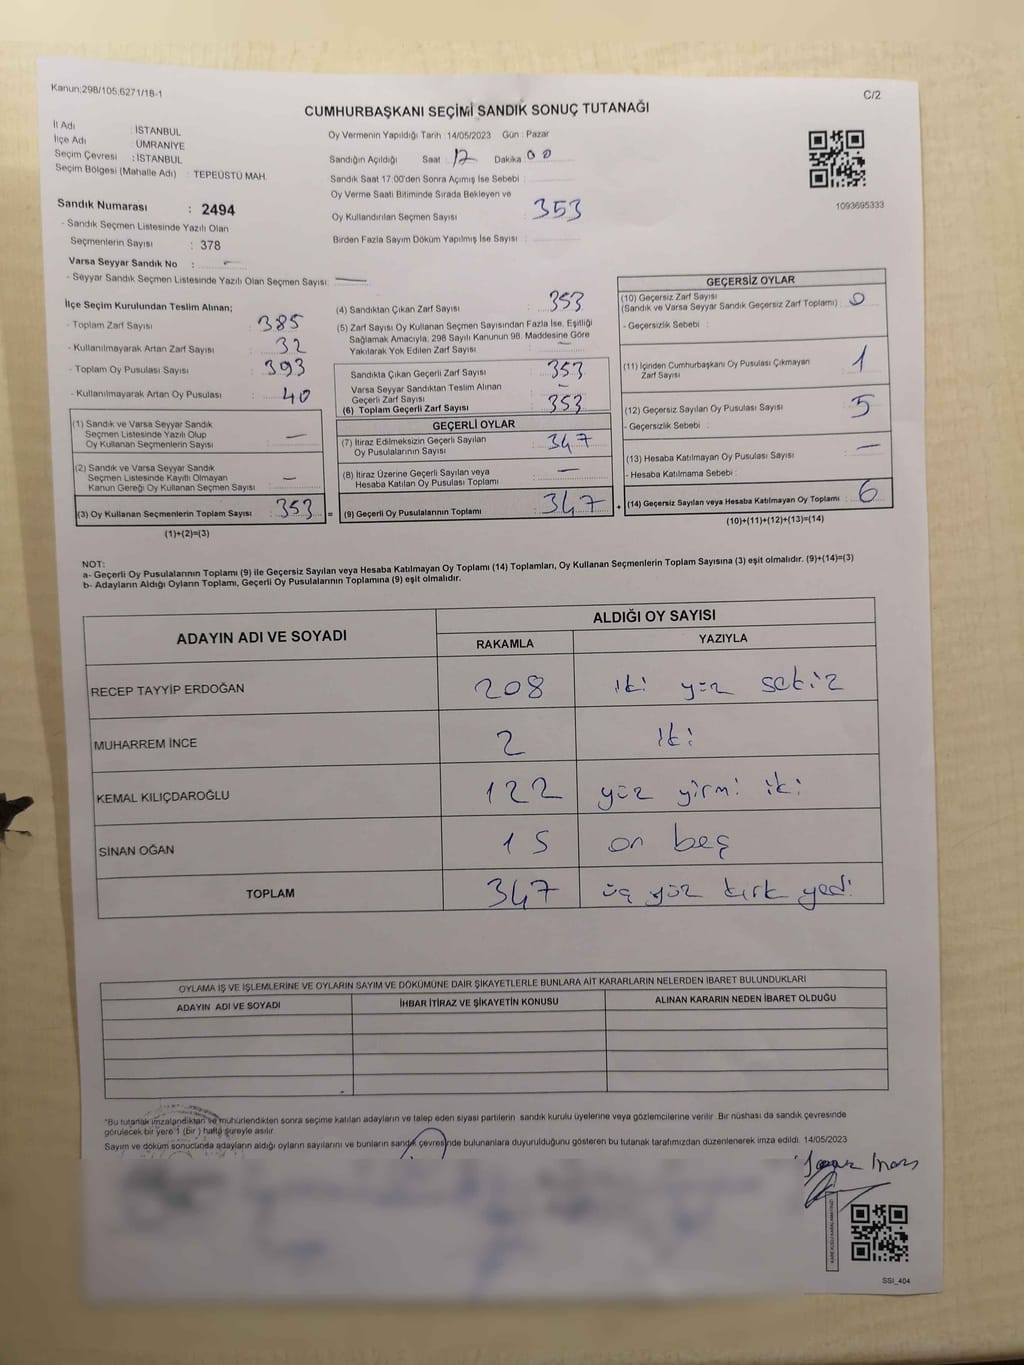 Kanun:298/105,6271/18-1
C/2
CUMHURBAŞKANI SEÇİMİ SANDIK SONUÇ TUTANAĞI
İl Adı : İSTANBUL
İlçe Adı : ÜMRANİYE
Seçim Çevresi : İSTANBUL
Seçim Bölgesi (Mahalle Adı) : TEPEÜSTÜ MAH.
Sandık Numarası : 2494
- Sandık Seçmen Listesinde Yazılı Olan
Seçmenlerin Sayısı : 378
Varsa Seyyar Sandık No : -
- Seyyar Sandık Seçmen Listesinde Yazılı Olan Seçmen Sayısı: —
Oy Vermenin Yapıldığı Tarih : 14/05/2023 Gün : Pazar
Sandığın Açıldığı Saat : 17 Dakika 00
Sandık Saat 17:00'den Sonra Açımış İse Sebebi :
Oy Verme Saati Bitiminde Sırada Bekleyen ve
Oy Kullandırılan Seçmen Sayısı : 353
Birden Fazla Sayım Döküm Yapılmış İse Sayısı :
1093695333
İlçe Seçim Kurulundan Teslim Alınan;
- Toplam Zarf Sayısı : 385
- Kullanılmayarak Artan Zarf Sayısı : 32
- Toplam Oy Pusulası Sayısı : 393
- Kullanılmayarak Artan Oy Pusulası : 40
(1) Sandık ve Varsa Seyyar Sandık
Seçmen Listesinde Yazılı Olup
Oy Kullanan Seçmenlerin Sayısı : —
(2) Sandık ve Varsa Seyyar Sandık
Seçmen Listesinde Kayıtlı Olmayan
Kanun Gereği Oy Kullanan Seçmen Sayısı : —
(3) Oy Kullanan Seçmenlerin Toplam Sayısı : 353
(1)+(2)=(3)
(4) Sandıktan Çıkan Zarf Sayısı : 353
(5) Zarf Sayısı Oy Kullanan Seçmen Sayısından Fazla İse, Eşitliği
Sağlamak Amacıyla, 298 Sayılı Kanunun 98. Maddesine Göre
Yakılarak Yok Edilen Zarf Sayısı : —
Sandıkta Çıkan Geçerli Zarf Sayısı : 353
Varsa Seyyar Sandıktan Teslim Alınan
Geçerli Zarf Sayısı : —
(6) Toplam Geçerli Zarf Sayısı : 353
GEÇERLİ OYLAR
(7) İtiraz Edilmeksizin Geçerli Sayılan
Oy Pusulalarının Sayısı : 347
(8) İtiraz Üzerine Geçerli Sayılan veya
Hesaba Katılan Oy Pusulası Toplamı : —
= (9) Geçerli Oy Pusulalarının Toplamı : 347
GEÇERSİZ OYLAR
(10) Geçersiz Zarf Sayısı
(Sandık ve Varsa Seyyar Sandık Geçersiz Zarf Toplamı) : 0
- Geçersizlik Sebebi :
(11) İçinden Cumhurbaşkanı Oy Pusulası Çıkmayan
Zarf Sayısı : 1
(12) Geçersiz Sayılan Oy Pusulası Sayısı : 5
- Geçersizlik Sebebi :
(13) Hesaba Katılmayan Oy Pusulası Sayısı : —
- Hesaba Katılmama Sebebi :
+ (14) Geçersiz Sayılan veya Hesaba Katılmayan Oy Toplamı : 6
(10)+(11)+(12)+(13)=(14)
NOT:
a- Geçerli Oy Pusulalarının Toplamı (9) ile Geçersiz Sayılan veya Hesaba Katılmayan Oy Toplamı (14) Toplamları, Oy Kullanan Seçmenlerin Toplam Sayısına (3) eşit olmalıdır. (9)+(14)=(3)
b- Adayların Aldığı Oyların Toplamı, Geçerli Oy Pusulalarının Toplamına (9) eşit olmalıdır.
ADAYIN ADI VE SOYADI
ALDIĞI OY SAYISI
RAKAMLA YAZIYLA
RECEP TAYYİP ERDOĞAN 208 iki yüz sekiz
MUHARREM İNCE 2 iki
KEMAL KILIÇDAROĞLU 122 yüz yirmi iki
SİNAN OĞAN 15 on beş
TOPLAM 347 üç yüz kırk yedi
OYLAMA İŞ VE İŞLEMLERİNE VE OYLARIN SAYIM VE DÖKÜMÜNE DAİR ŞİKAYETLERLE BUNLARA AİT KARARLARIN NELERDEN İBARET BULUNDUKLARI
ADAYIN ADI VE SOYADI İHBAR İTİRAZ VE ŞİKAYETİN KONUSU ALINAN KARARIN NEDEN İBARET OLDUĞU
*Bu tutanak imzalandıktan ve mühürlendikten sonra seçime katılan adayların ve talep eden siyasi partilerin sandık kurulu üyelerine veya gözlemcilerine verilir. Bir nüshası da sandık çevresinde
görülecek bir yere 1 (bir) hafta süreyle asılır.
Sayım ve döküm sonucunda adayların aldığı oyların sayılarını ve bunların sandık çevresinde bulunanlara duyurulduğunu gösteren bu tutanak tarafımızdan düzenlenerek imza edildi. 14/05/2023
SSI_404